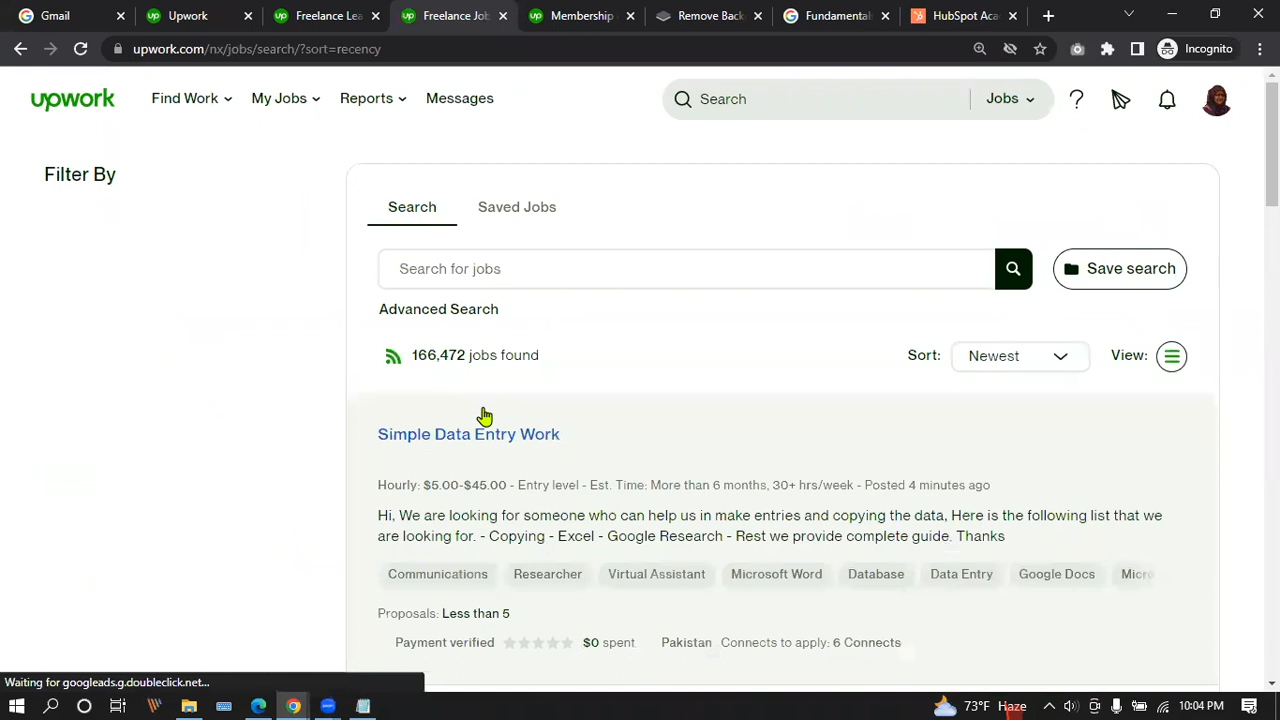 Gmail
Upwork
Freelance Lea
Freelance Job
Membership
Remove Back
Fundamental
HubSpot Aca
upwork.com/nx/jobs/search/?sort=recency
Incognito
upwork
Find Work
My Jobs
Reports
Messages
Search
Jobs
Filter By
Search
Saved Jobs
Search for jobs
Save search
Advanced Search
166,472 jobs found
Sort:
Newest
View:
Simple Data Entry Work
Hourly: $5.00-$45.00 - Entry level - Est. Time: More than 6 months, 30+ hrs/week - Posted 4 minutes ago
Hi, We are looking for someone who can help us in make entries and copying the data, Here is the following list that we
are looking for. - Copying - Excel - Google Research - Rest we provide complete guide. Thanks
Communications
Researcher
Virtual Assistant
Microsoft Word
Database
Data Entry
Google Docs
Micro
Proposals: Less than 5
Payment verified
$0 spent
Pakistan
Connects to apply: 6 Connects
Waiting for googleads.g.doubleclick.net...
73°F Haze
10:04 PM